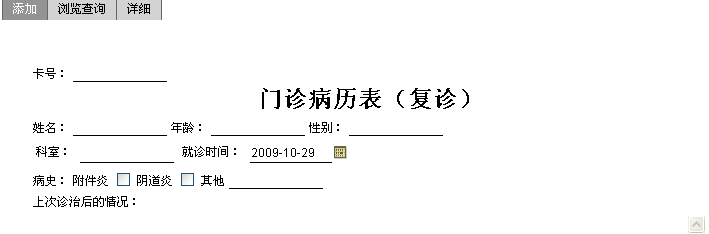 添加 浏览查询 详细
卡号：
门诊病历表（复诊）
姓名： 年龄： 性别：
科室： 就诊时间： 2009-10-29
病史： 附件炎 阴道炎 其他
上次诊治后的情况：